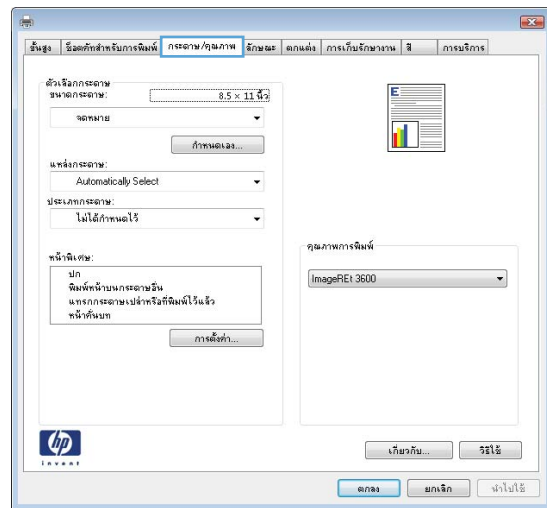 ขั้นสูง ช็อตคัทสำหรับการพิมพ์ กระดาษ/คุณภาพ ลักษณะ ตกแต่ง การเก็บรักษางาน สี การบริการ
ตัวเลือกกระดาษ
ขนาดกระดาษ: 8.5 × 11 นิ้ว
จดหมาย
กำหนดเอง...
แหล่งกระดาษ:
Automatically Select
ประเภทกระดาษ:
ไม่ได้กำหนดไว้
หน้าพิเศษ:
ปก
พิมพ์หน้าบนกระดาษอื่น
แทรกกระดาษเปล่าหรือที่พิมพ์ไว้แล้ว
หน้าคั่นบท
การตั้งค่า...
E
คุณภาพการพิมพ์
ImageREt 3600
hp
invent
เกี่ยวกับ... วิธีใช้
ตกลง ยกเลิก นำไปใช้